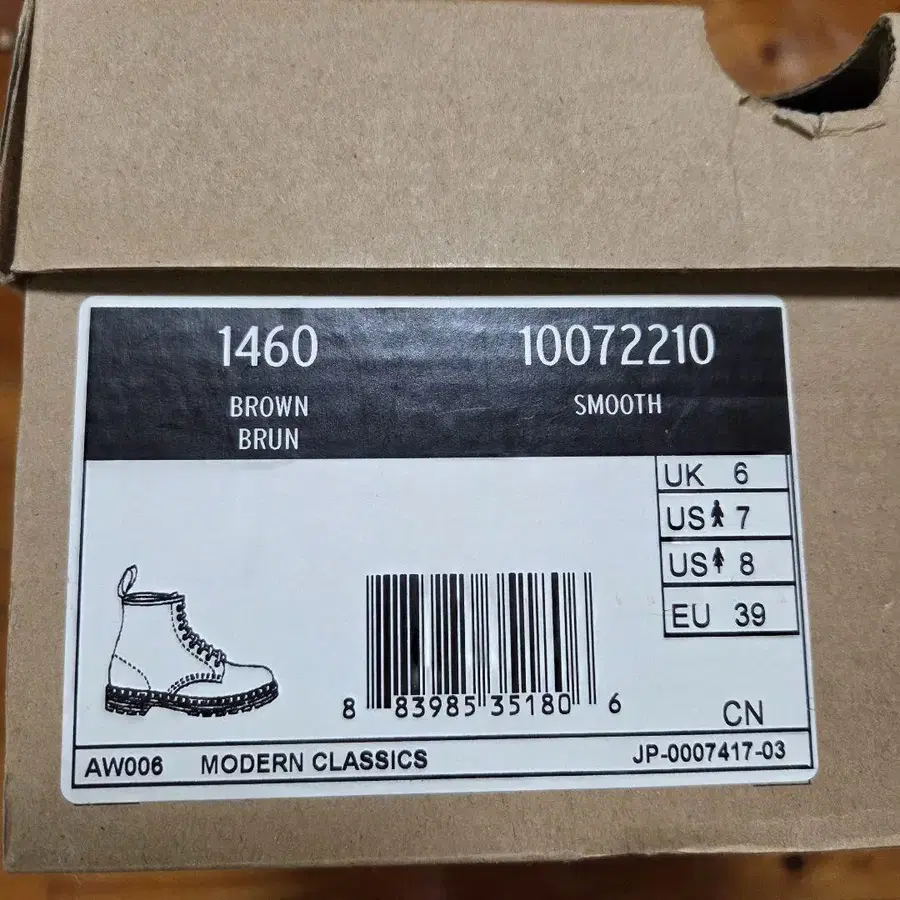 1460
10072210
BROWN
SMOOTH
BRUN
UK 6
US 7
US 8
EU 39
8 83985 35180 6
CN
AW006 MODERN CLASSICS JP-0007417-03